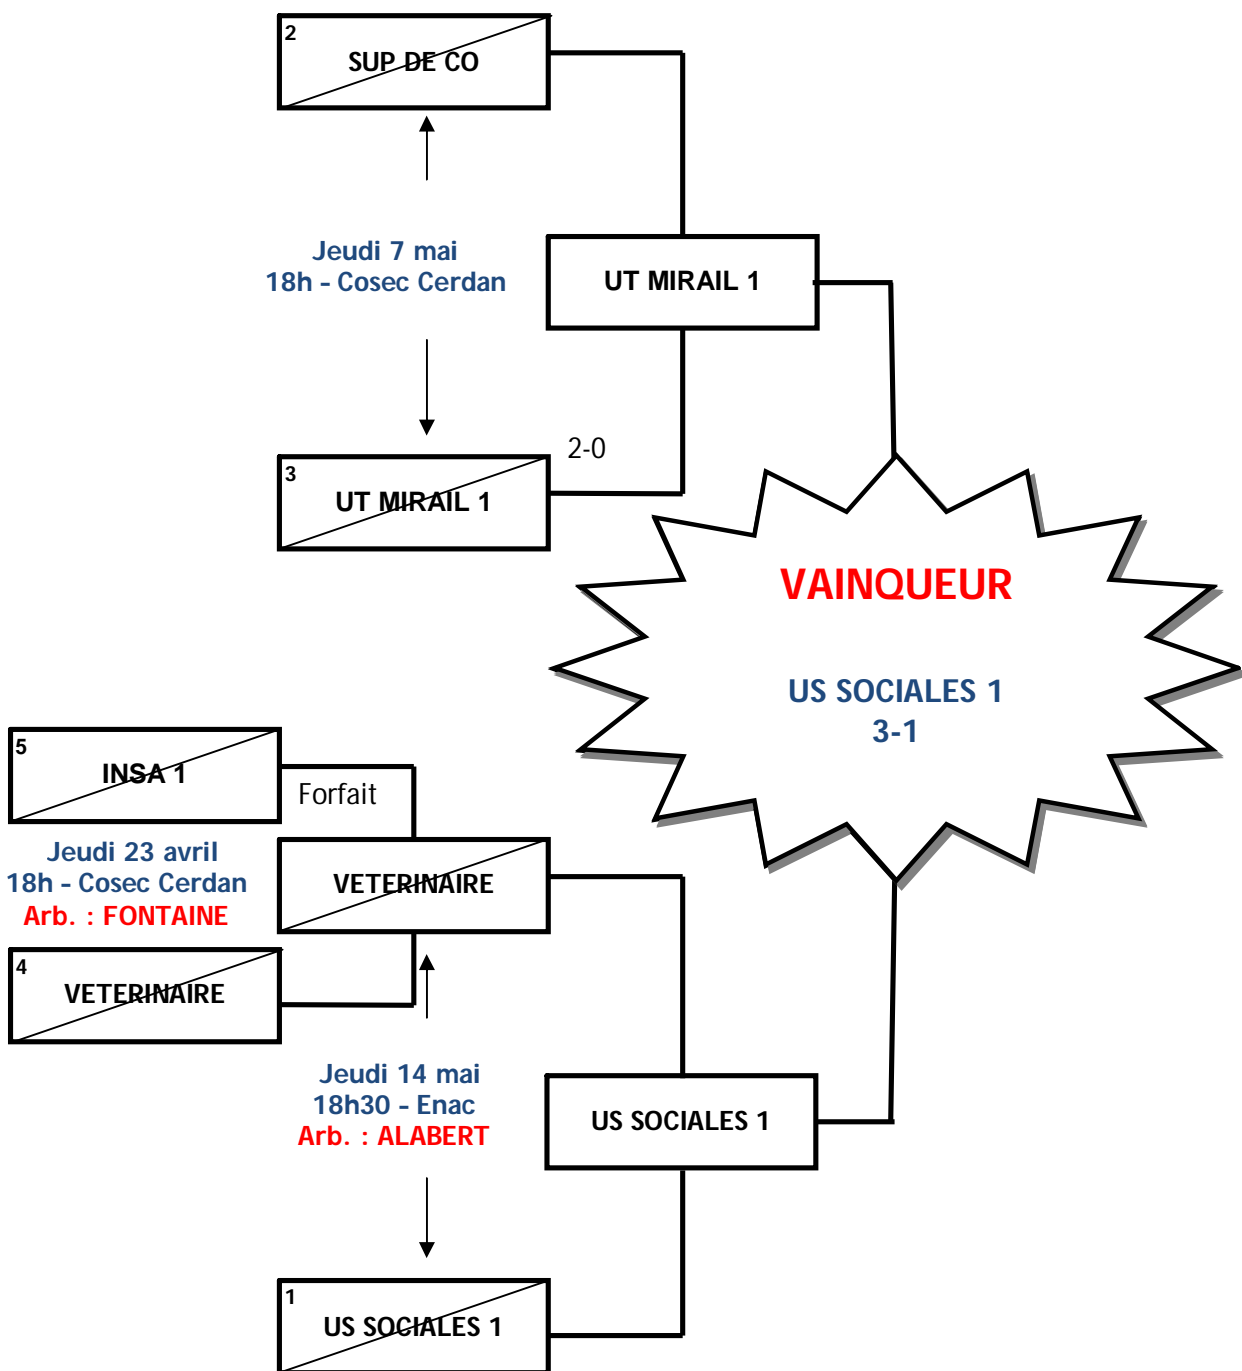 2
SUP DE CO
Jeudi 7 mai
18h - Cosec Cerdan
UT MIRAIL 1
2-0
3
UT MIRAIL 1
VAINQUEUR
US SOCIALES 1
3-1
5
INSA 1
Forfait
Jeudi 23 avril
18h - Cosec Cerdan
Arb. : FONTAINE
VETERINAIRE
4
VETERINAIRE
Jeudi 14 mai
18h30 - Enac
Arb. : ALABERT
US SOCIALES 1
1
US SOCIALES 1